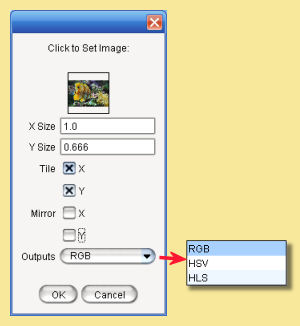 Click to Set Image:
X Size 1.0
Y Size 0.666
Tile X
Y
Mirror X
Y
Outputs RGB
RGB
HSV
HLS
OK Cancel